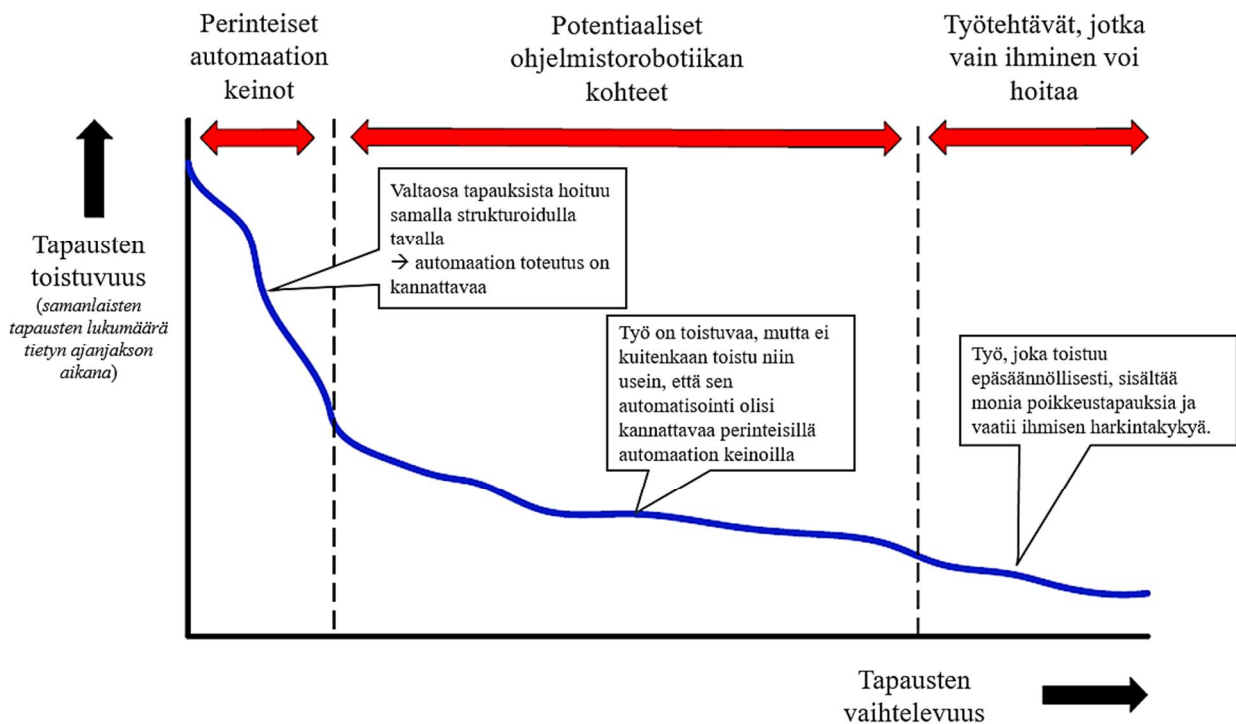 Perinteiset
automaation
keinot
Potentiaaliset
ohjelmistorobotiikan
kohteet
Työtehtävät, jotka
vain ihminen voi
hoitaa
Tapausten
toistuvuus
(samanlaisten
tapausten lukumäärä
tietyn ajanjakson
aikana)
Valtaosa tapauksista hoituu
samalla strukturoidulla
tavalla
→ automaation toteutus on
kannattavaa
Työ on toistuvaa, mutta ei
kuitenkaan toistu niin
usein, että sen
automatisointi olisi
kannattavaa perinteisillä
automaation keinoilla
Työ, joka toistuu
epäsäännöllisesti, sisältää
monia poikkeustapauksia ja
vaatii ihmisen harkintakykyä.
Tapausten
vaihtelevuus